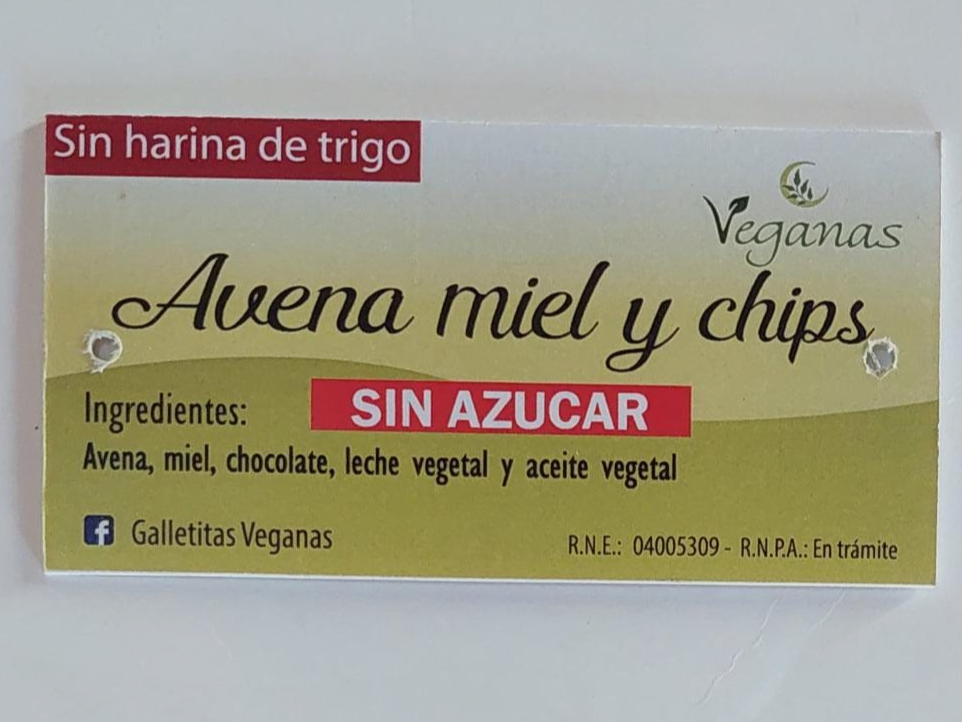 Sin harina de trigo
Veganas
Avena miel y chips
Ingredientes:
SIN AZUCAR
Avena, miel, chocolate, leche vegetal y aceite vegetal
f Galletitas Veganas
R.N.E.: 04005309 - R.N.P.A.: En trámite